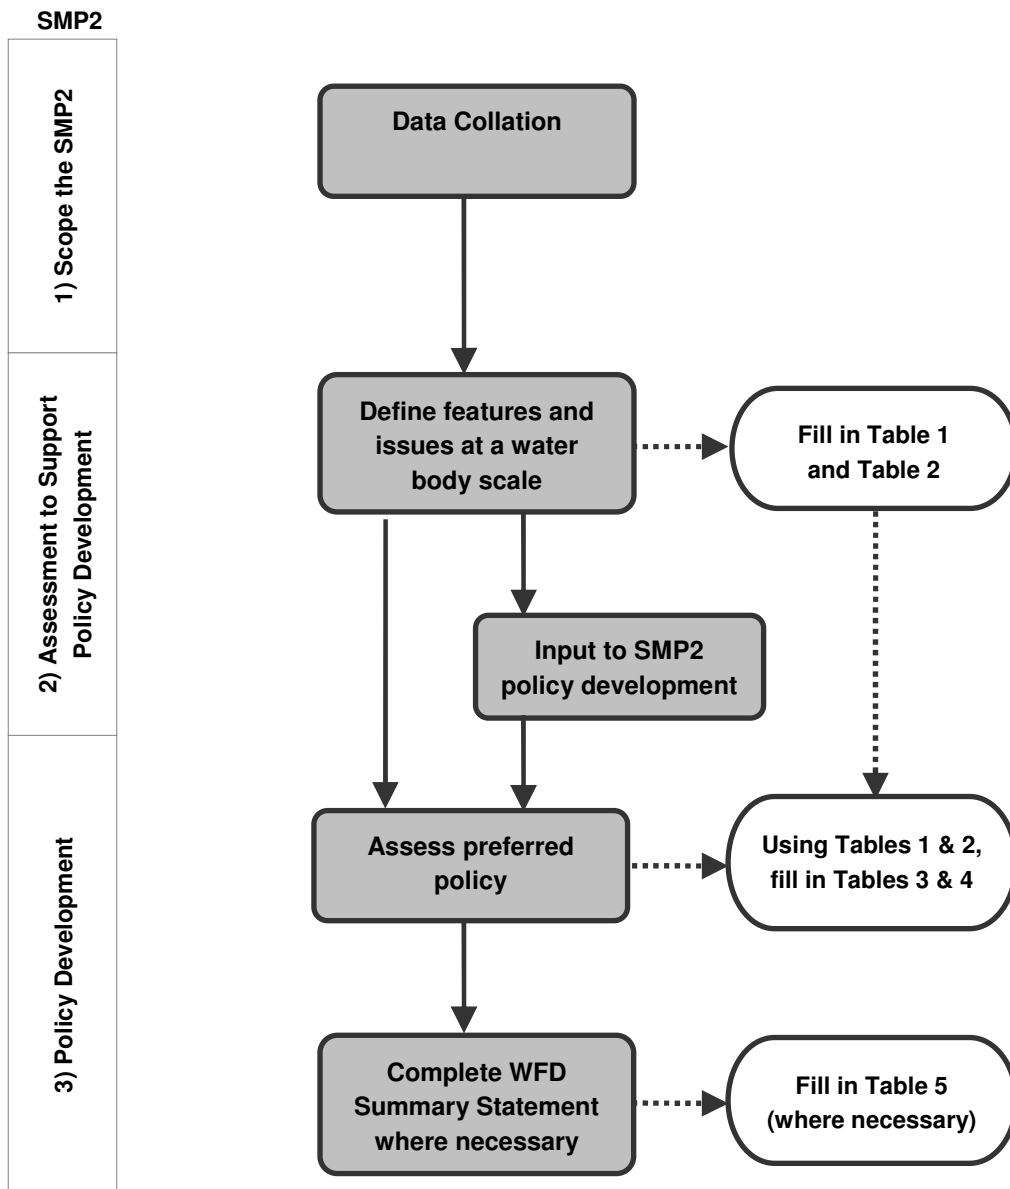 SMP2
1) Scope the SMP2
Data Collation
2) Assessment to Support
Policy Development
Define features and
issues at a water
body scale
Fill in Table 1
and Table 2
Input to SMP2
policy development
3) Policy Development
Assess preferred
policy
Using Tables 1 & 2,
fill in Tables 3 & 4
Complete WFD
Summary Statement
where necessary
Fill in Table 5
(where necessary)